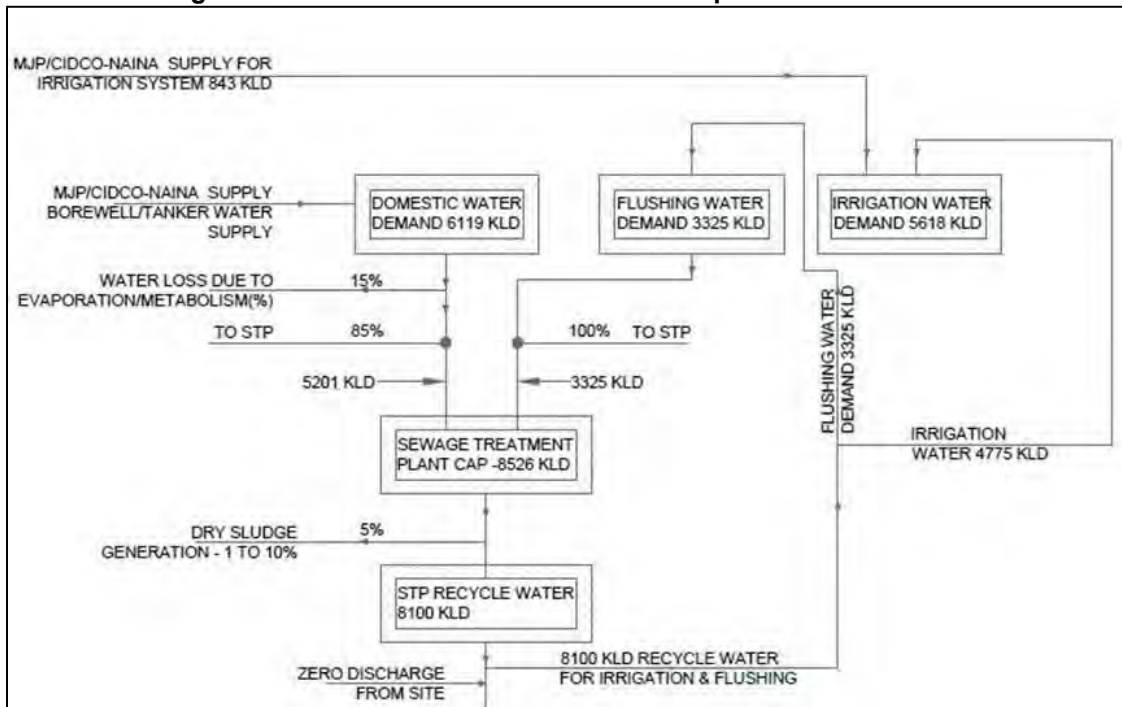 MJP/CIDCO-NAINA SUPPLY FOR
IRRIGATION SYSTEM 843 KLD
MJP/CIDCO-NAINA SUPPLY
BOREWELL/TANKER WATER
SUPPLY
DOMESTIC WATER
DEMAND 6119 KLD
FLUSHING WATER
DEMAND 3325 KLD
IRRIGATION WATER
DEMAND 5618 KLD
WATER LOSS DUE TO
EVAPORATION/METABOLISM(%)
15%
TO STP
85%
100%
TO STP
5201 KLD
3325 KLD
FLUSHING WATER
DEMAND 3325 KLD
SEWAGE TREATMENT
PLANT CAP -8526 KLD
IRRIGATION
WATER 4775 KLD
DRY SLUDGE
GENERATION - 1 TO 10%
5%
STP RECYCLE WATER
8100 KLD
ZERO DISCHARGE
FROM SITE
8100 KLD RECYCLE WATER
FOR IRRIGATION & FLUSHING